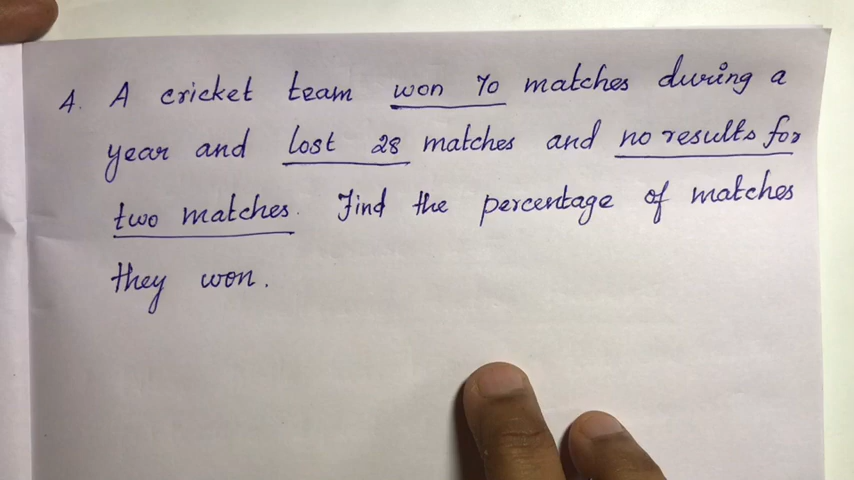 4. A cricket team won 70 matches during a
year and lost 28 matches and no results for
two matches. Find the percentage of matches
they won.